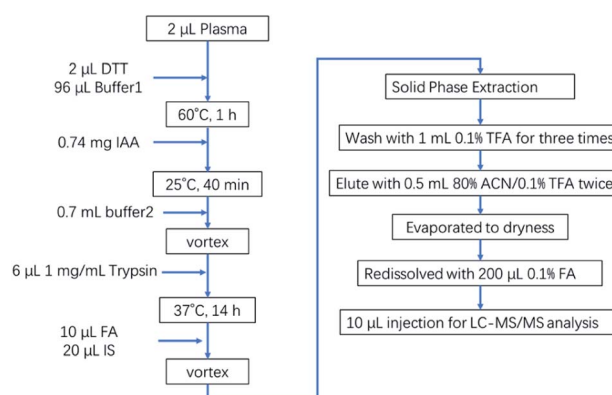 2 µL Plasma
2 µL DTT
96 µL Buffer1
60°C, 1 h
0.74 mg IAA
25°C, 40 min
0.7 mL buffer2
vortex
6 µL 1 mg/mL Trypsin
37°C, 14 h
10 µL FA
20 µL IS
vortex
Solid Phase Extraction
Wash with 1 mL 0.1% TFA for three times
Elute with 0.5 mL 80% ACN/0.1% TFA twice
Evaporated to dryness
Redissolved with 200 µL 0.1% FA
10 µL injection for LC-MS/MS analysis